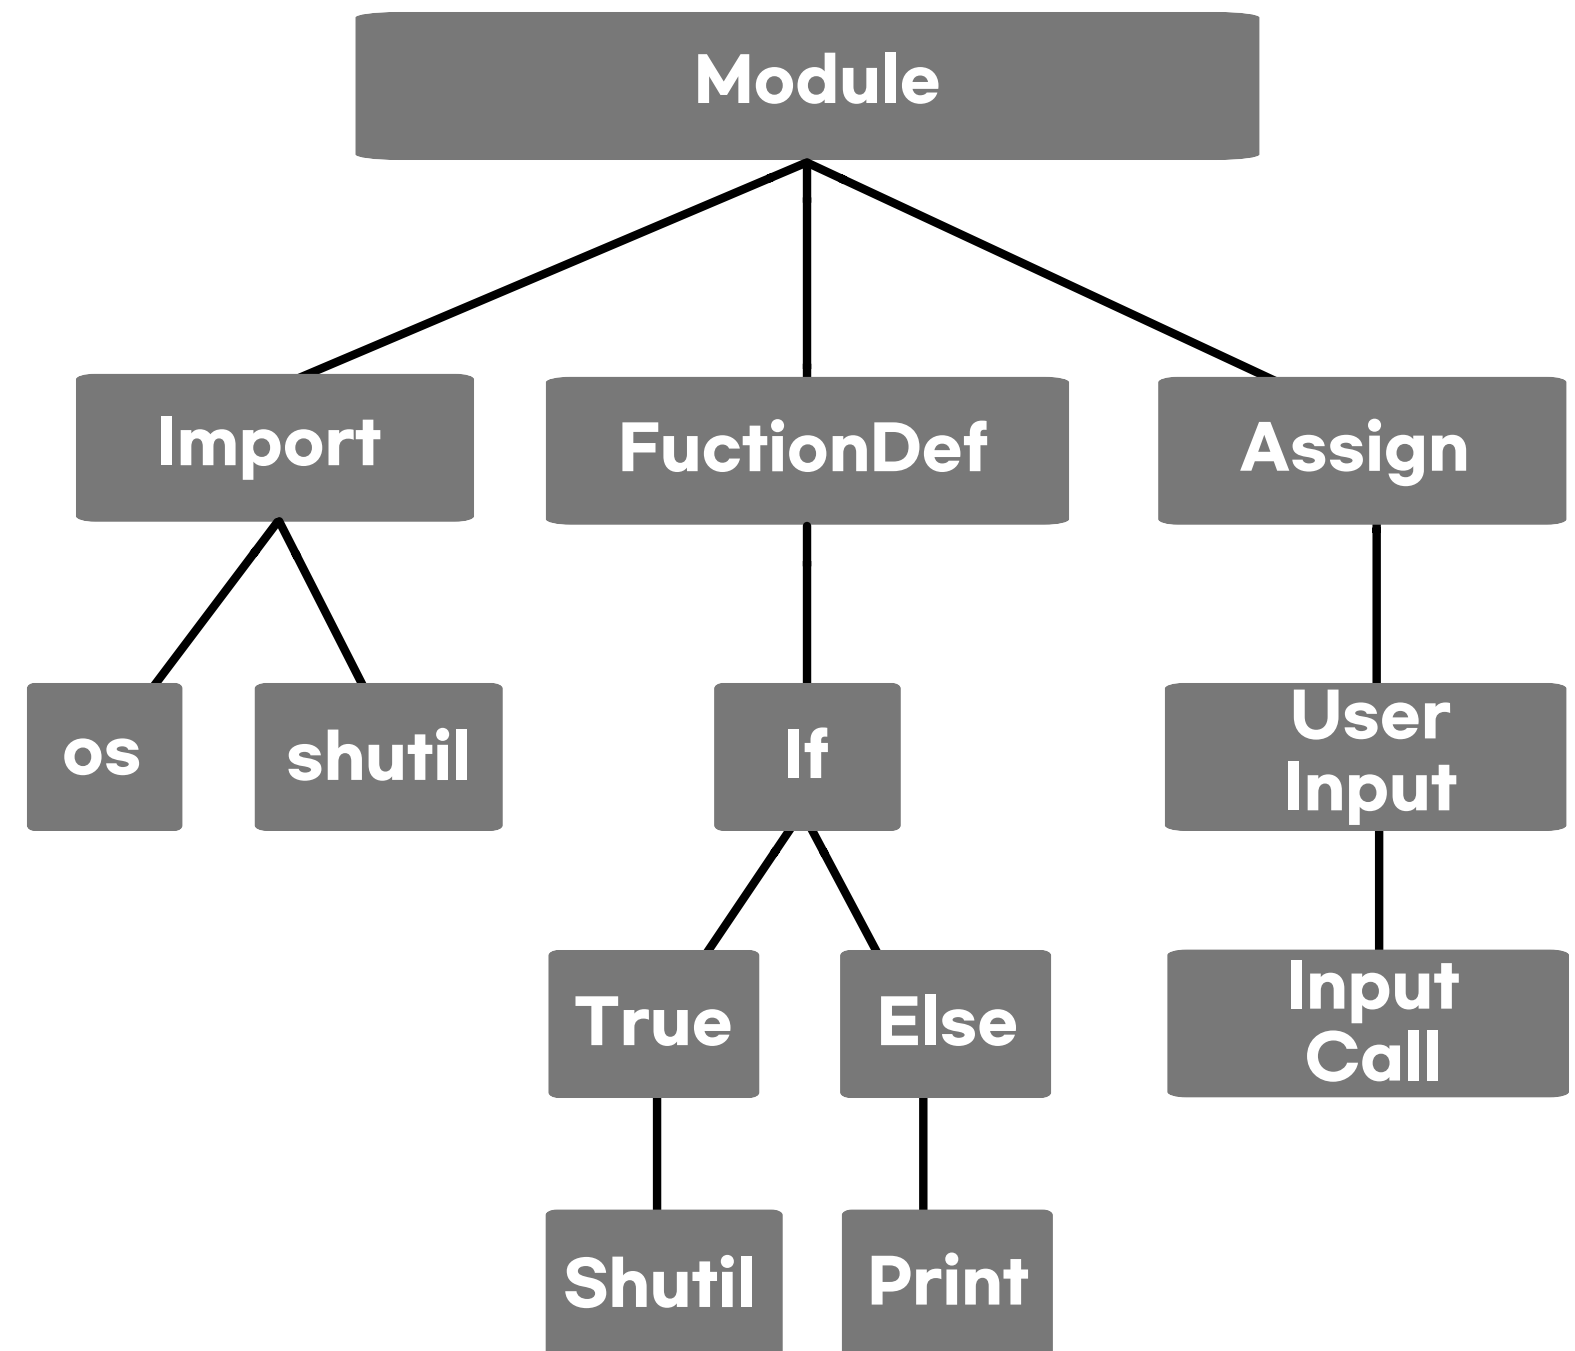 Module
Import
FuctionDef
Assign
os
shutil
If
User
Input
True
Else
Input
Call
Shutil
Print